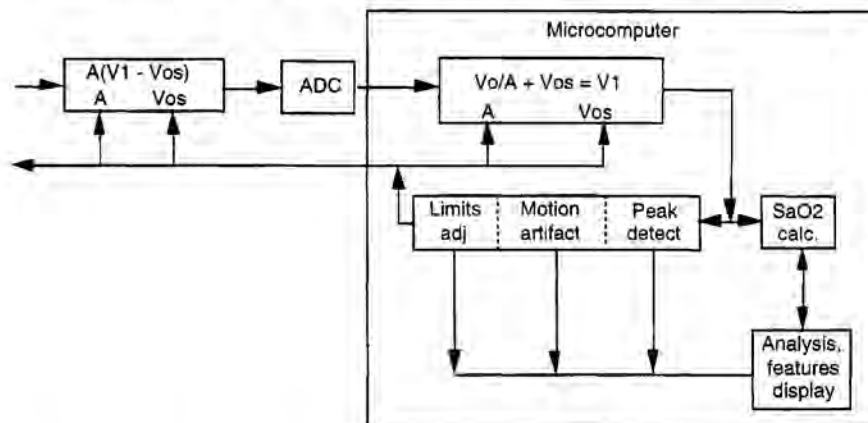 Microcomputer
A(V1 - Vos)
A Vos
ADC
Vo/A + Vos = V1
A Vos
Limits
adj
Motion
artifact
Peak
detect
SaO2
calc.
Analysis,
features
display